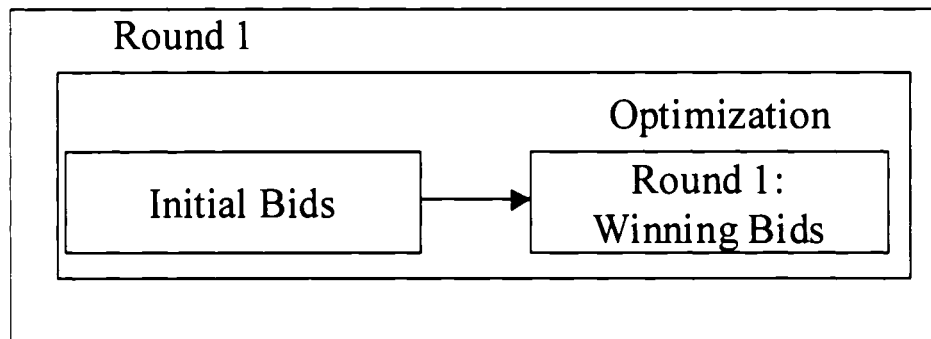 Round 1
Optimization
Initial Bids
Round 1:
Winning Bids